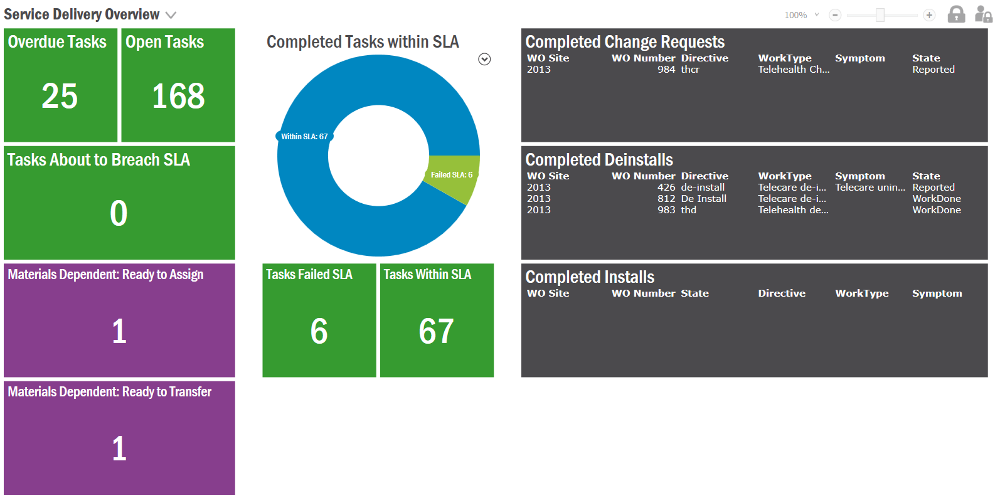 Service Delivery Overview
100%
Overdue Tasks
25
Open Tasks
168
Tasks About to Breach SLA
0
Materials Dependent: Ready to Assign
1
Materials Dependent: Ready to Transfer
1
Completed Tasks within SLA
Within SLA: 67
Failed SLA: 6
Tasks Failed SLA
6
Tasks Within SLA
67
Completed Change Requests
WO Site WO Number Directive WorkType Symptom State
2013 984 thcr Telehealth Ch... Reported
Completed Deinstalls
WO Site WO Number Directive WorkType Symptom State
2013 426 de-install Telecare de-i... Telecare unin... Reported
2013 812 De Install Telecare de-i... WorkDone
2013 983 thd Telehealth de... WorkDone
Completed Installs
WO Site WO Number State Directive WorkType Symptom